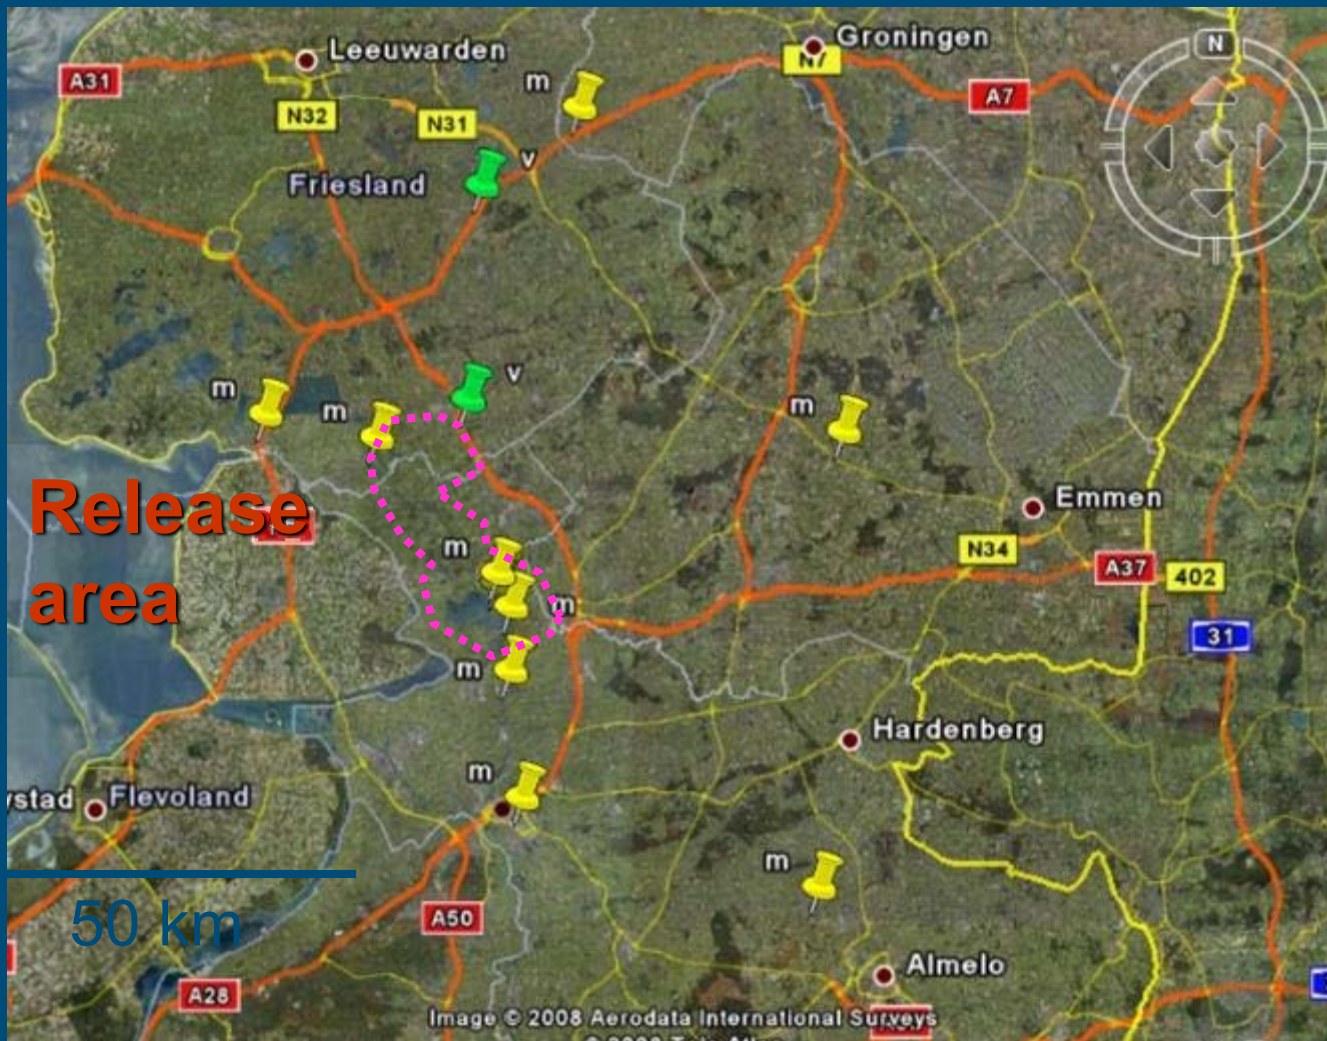 Leeuwarden
Groningen
N
A31
N7
m
A7
N32
N31
v
Friesland
m
m
v
m
Release
area
Emmen
m
N34
A37
402
m
31
m
Hardenberg
m
ystad
Flevoland
m
50 km
A50
Almelo
A28
Image © 2008 Aerodata International Surveys